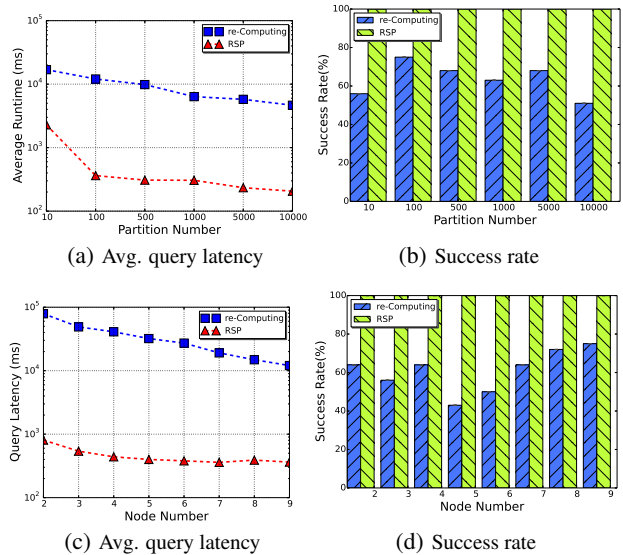 10^5
10^4
10^3
10^2
Average Runtime (ms)
re-Computing
RSP
10 100 500 1000 5000 10000
Partition Number
(a) Avg. query latency
100
80
60
40
20
0
Success Rate(%)
re-Computing
RSP
10 100 500 1000 5000 10000
Partition Number
(b) Success rate
10^5
10^4
10^3
10^2
Query Latency (ms)
re-Computing
RSP
2 3 4 5 6 7 8 9
Node Number
(c) Avg. query latency
100
80
60
40
20
0
Success Rate(%)
re-Computing
RSP
2 3 4 5 6 7 8 9
Node Number
(d) Success rate